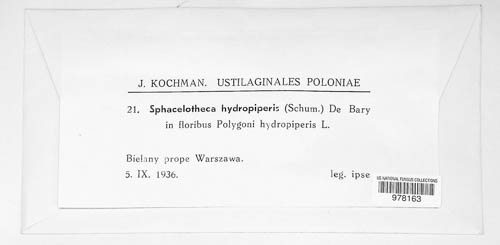 J. KOCHMAN. USTILAGINALES POLONIAE
21. Sphacelotheca hydropiperis (Schum.) De Bary
in floribus Polygoni hydropiperis L.
Bielany prope Warszawa.
5. IX. 1936. leg. ipse
US NATIONAL FUNGUS COLLECTIONS
978163